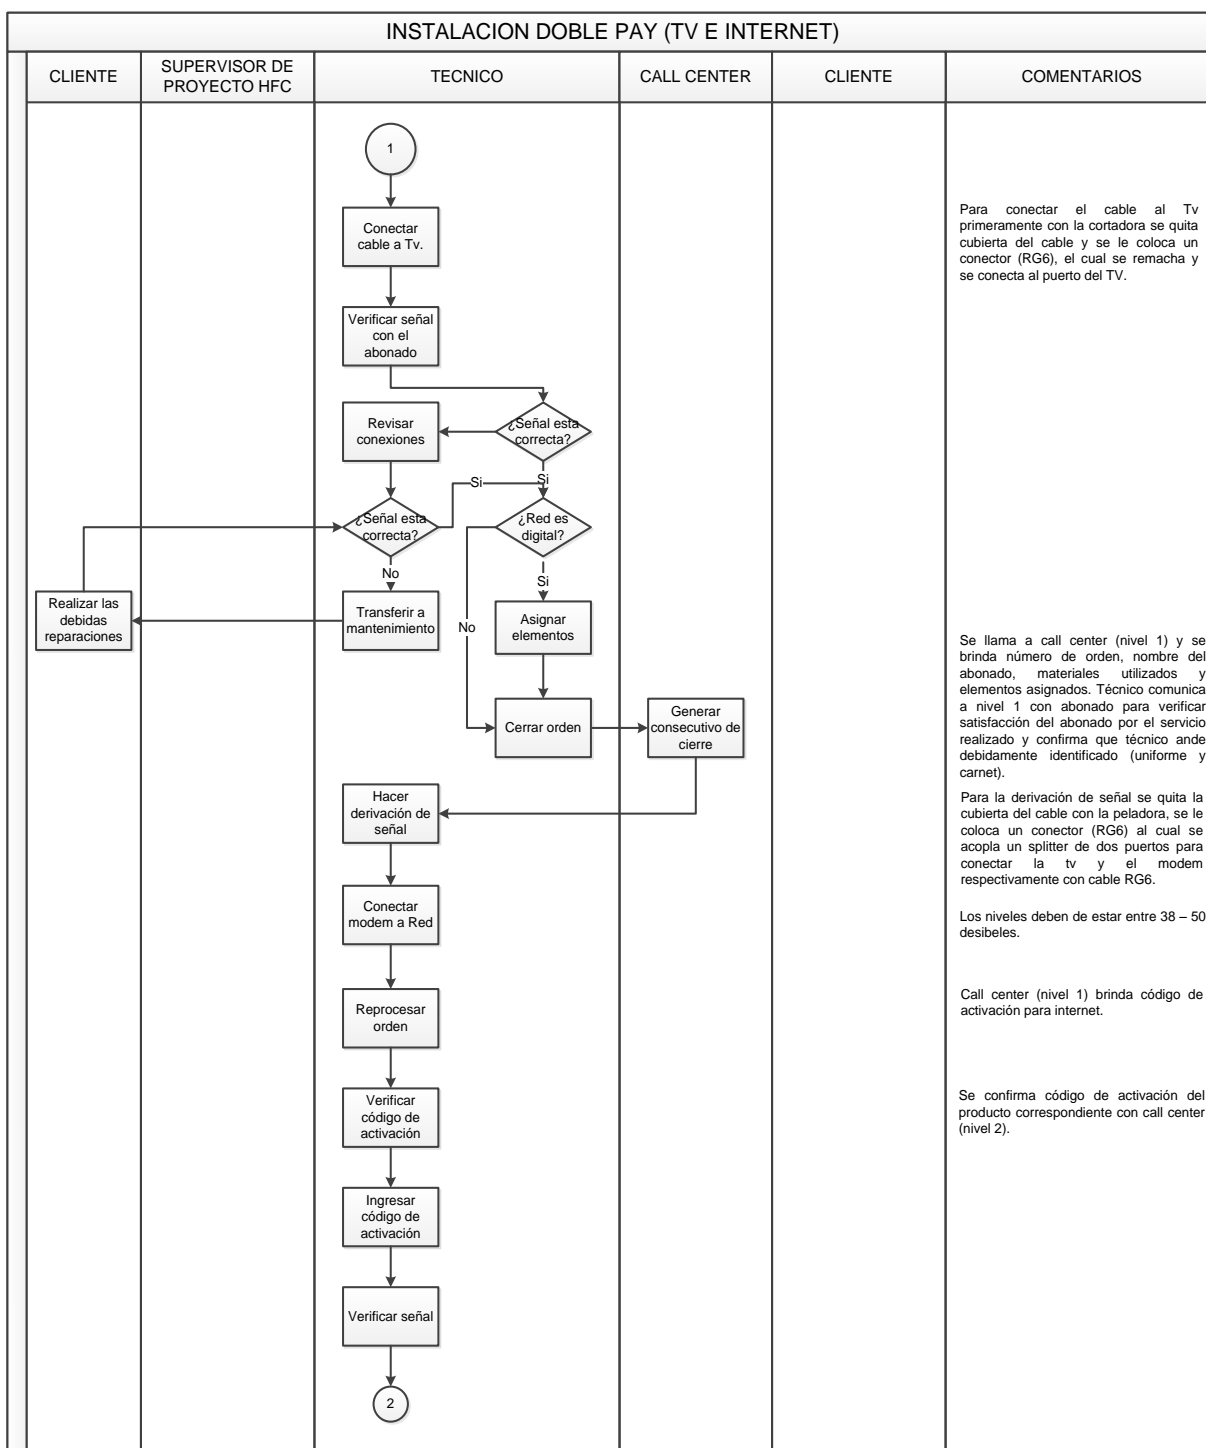 INSTALACION DOBLE PAY (TV E INTERNET)
CLIENTE
SUPERVISOR DE
PROYECTO HFC
TECNICO
CALL CENTER
CLIENTE
COMENTARIOS
1
Conectar
cable a Tv.
Para conectar el cable al Tv
primeramente con la cortadora se quita
cubierta del cable y se le coloca un
conector (RG6), el cual se remacha y
se conecta al puerto del TV.
Verificar señal
con el
abonado
¿Señal esta
correcta?
Revisar
conexiones
Si
Si
¿Señal esta
correcta?
¿Red es
digital?
No
Si
No
Realizar las
debidas
reparaciones
Transferir a
mantenimiento
Asignar
elementos
Cerrar orden
Generar
consecutivo de
cierre
Se llama a call center (nivel 1) y se
brinda número de orden, nombre del
abonado, materiales utilizados y
elementos asignados. Técnico comunica
a nivel 1 con abonado para verificar
satisfacción del abonado por el servicio
realizado y confirma que técnico ande
debidamente identificado (uniforme y
carnet).
Hacer
derivación de
señal
Para la derivación de señal se quita la
cubierta del cable con la peladora, se le
coloca un conector (RG6) al cual se
acopla un splitter de dos puertos para
conectar la tv y el modem
respectivamente con cable RG6.
Conectar
modem a Red
Los niveles deben de estar entre 38 – 50
desibeles.
Reprocesar
orden
Call center (nivel 1) brinda código de
activación para internet.
Verificar
código de
activación
Se confirma código de activación del
producto correspondiente con call center
(nivel 2).
Ingresar
código de
activación
Verificar señal
2